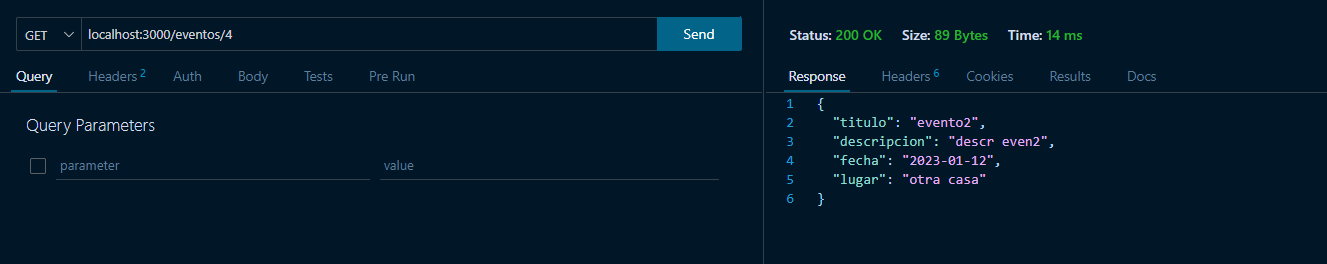 GET localhost:3000/eventos/4 Send
Query Headers 2 Auth Body Tests Pre Run
Query Parameters
parameter value
Status: 200 OK Size: 89 Bytes Time: 14 ms
Response Headers 6 Cookies Results Docs
1 {
2 "titulo": "evento2",
3 "descripcion": "descr even2",
4 "fecha": "2023-01-12",
5 "lugar": "otra casa"
6 }